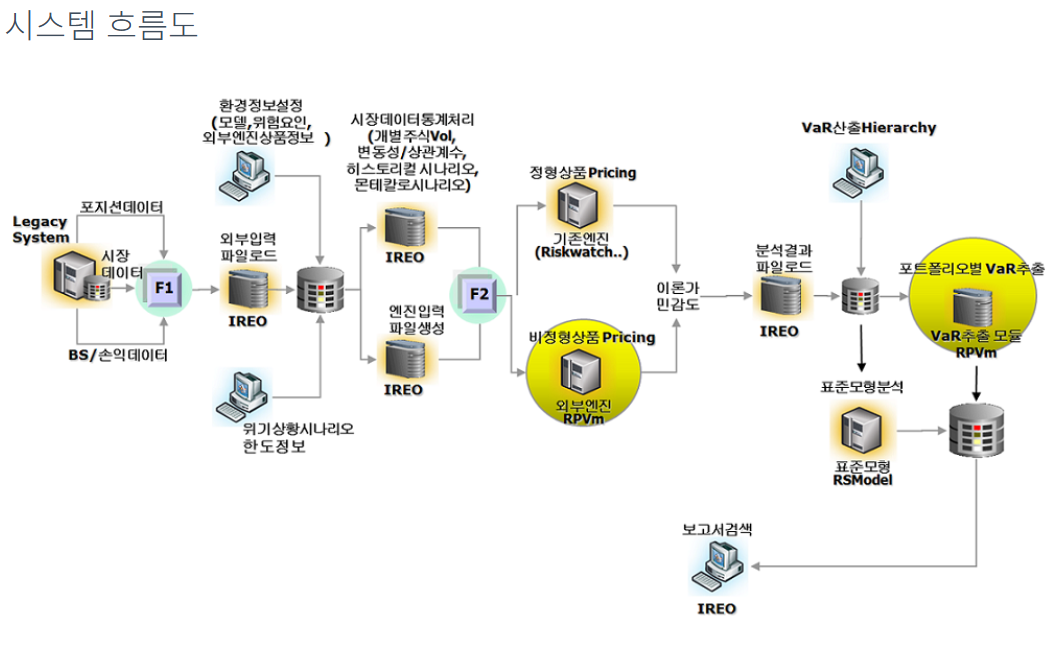 시스템 흐름도
환경정보설정
(모델,위험요인,
외부엔진상품정보 )
시장데이터통계처리
(개별주식Vol,
변동성/상관계수,
히스토리컬 시나리오,
몬테칼로시나리오)
IREO
Legacy
System
포지션데이터
시장
데이터
BS/손익데이터
F1
외부입력
파일로드
IREO
위기상황시나리오
한도정보
엔진입력
파일생성
IREO
F2
정형상품Pricing
기존엔진
(Riskwatch..)
비정형상품Pricing
외부엔진
RPVm
이론가
민감도
분석결과
파일로드
IREO
VaR산출Hierarchy
포트폴리오별 VaR추출
VaR추출 모듈
RPVm
표준모형분석
표준모형
RSModel
보고서검색
IREO